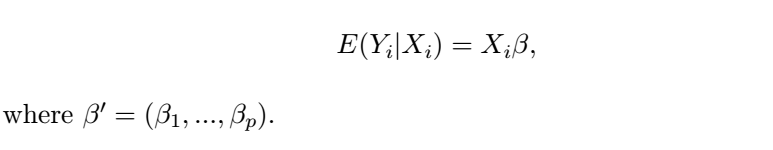 E(Y_i|X_i) = X_iβ,
where β′ = (β_1, ..., β_p).